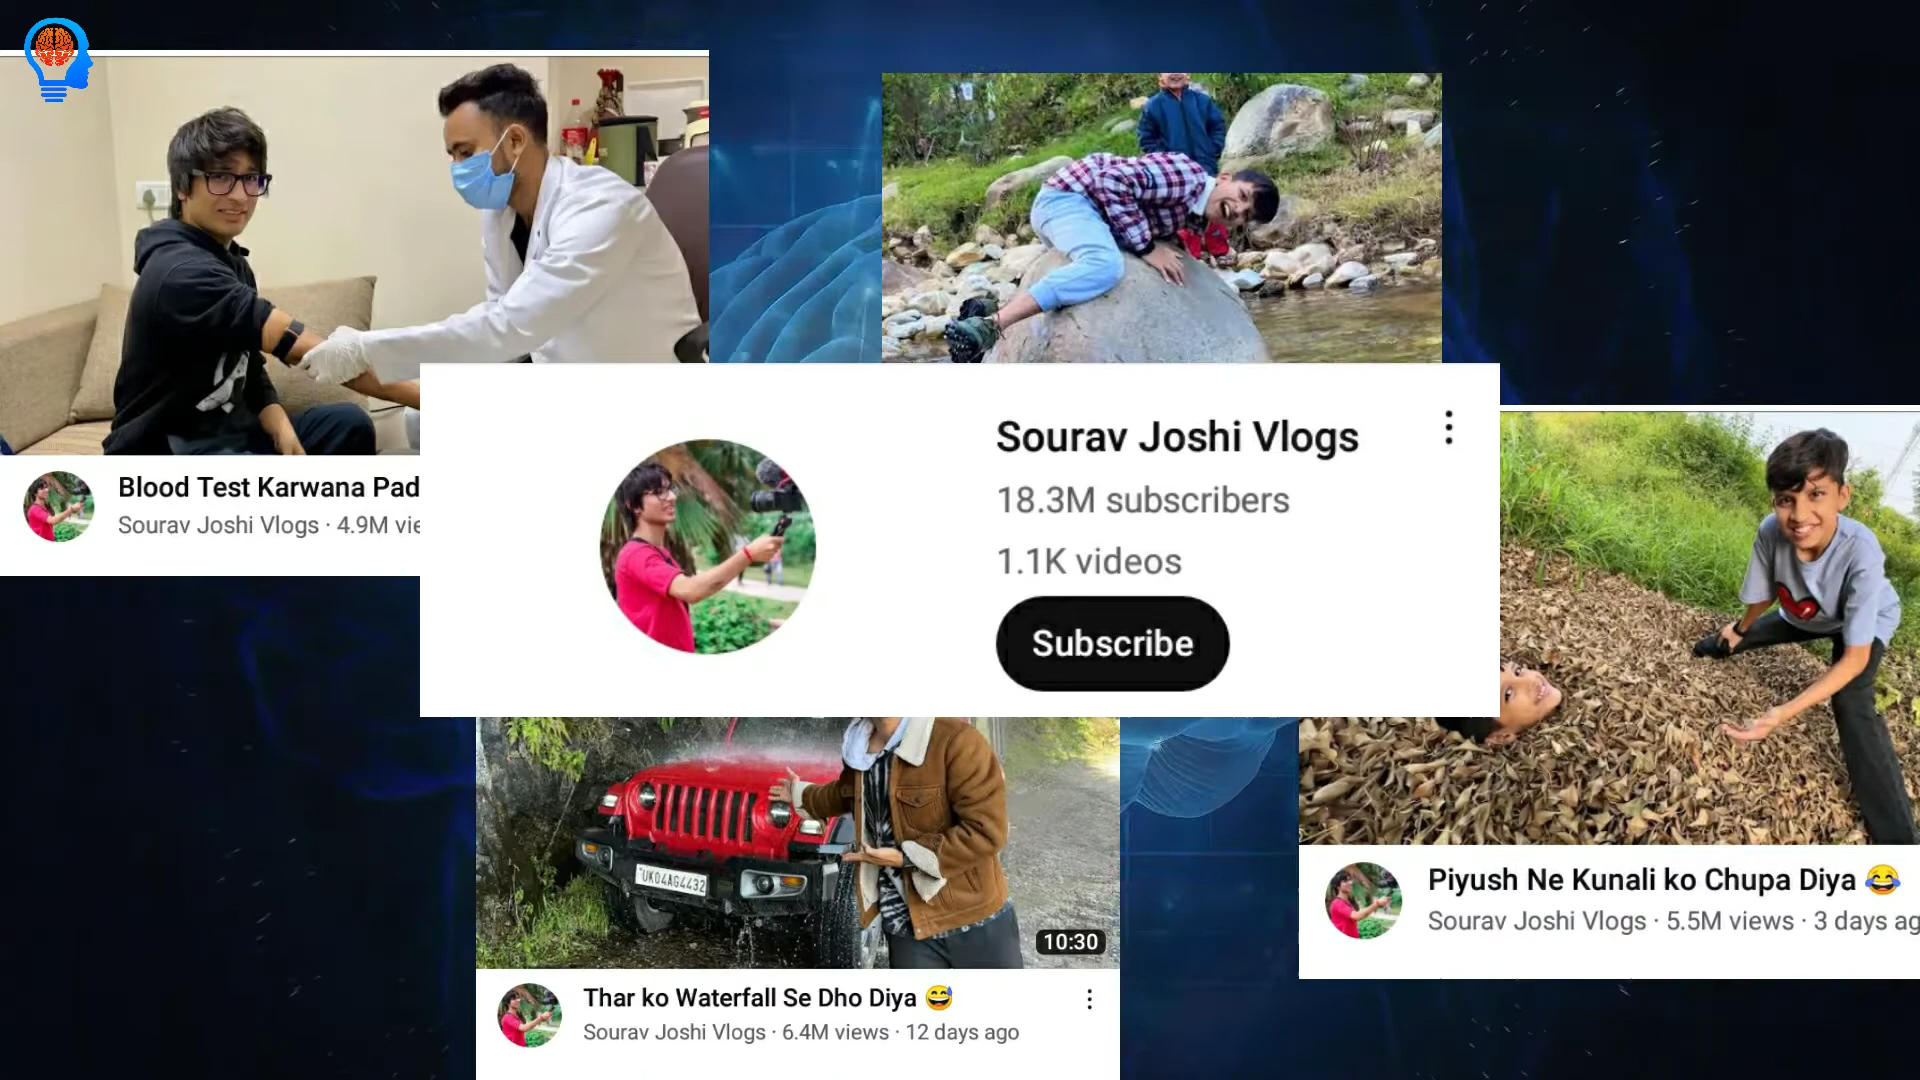 Blood Test Karwana Pad
Sourav Joshi Vlogs · 4.9M vie
Sourav Joshi Vlogs
18.3M subscribers
1.1K videos
Subscribe
UK04AG4432
10:30
Thar ko Waterfall Se Dho Diya 😅
Sourav Joshi Vlogs · 6.4M views · 12 days ago
Piyush Ne Kunali ko Chupa Diya 😂
Sourav Joshi Vlogs · 5.5M views · 3 days ag